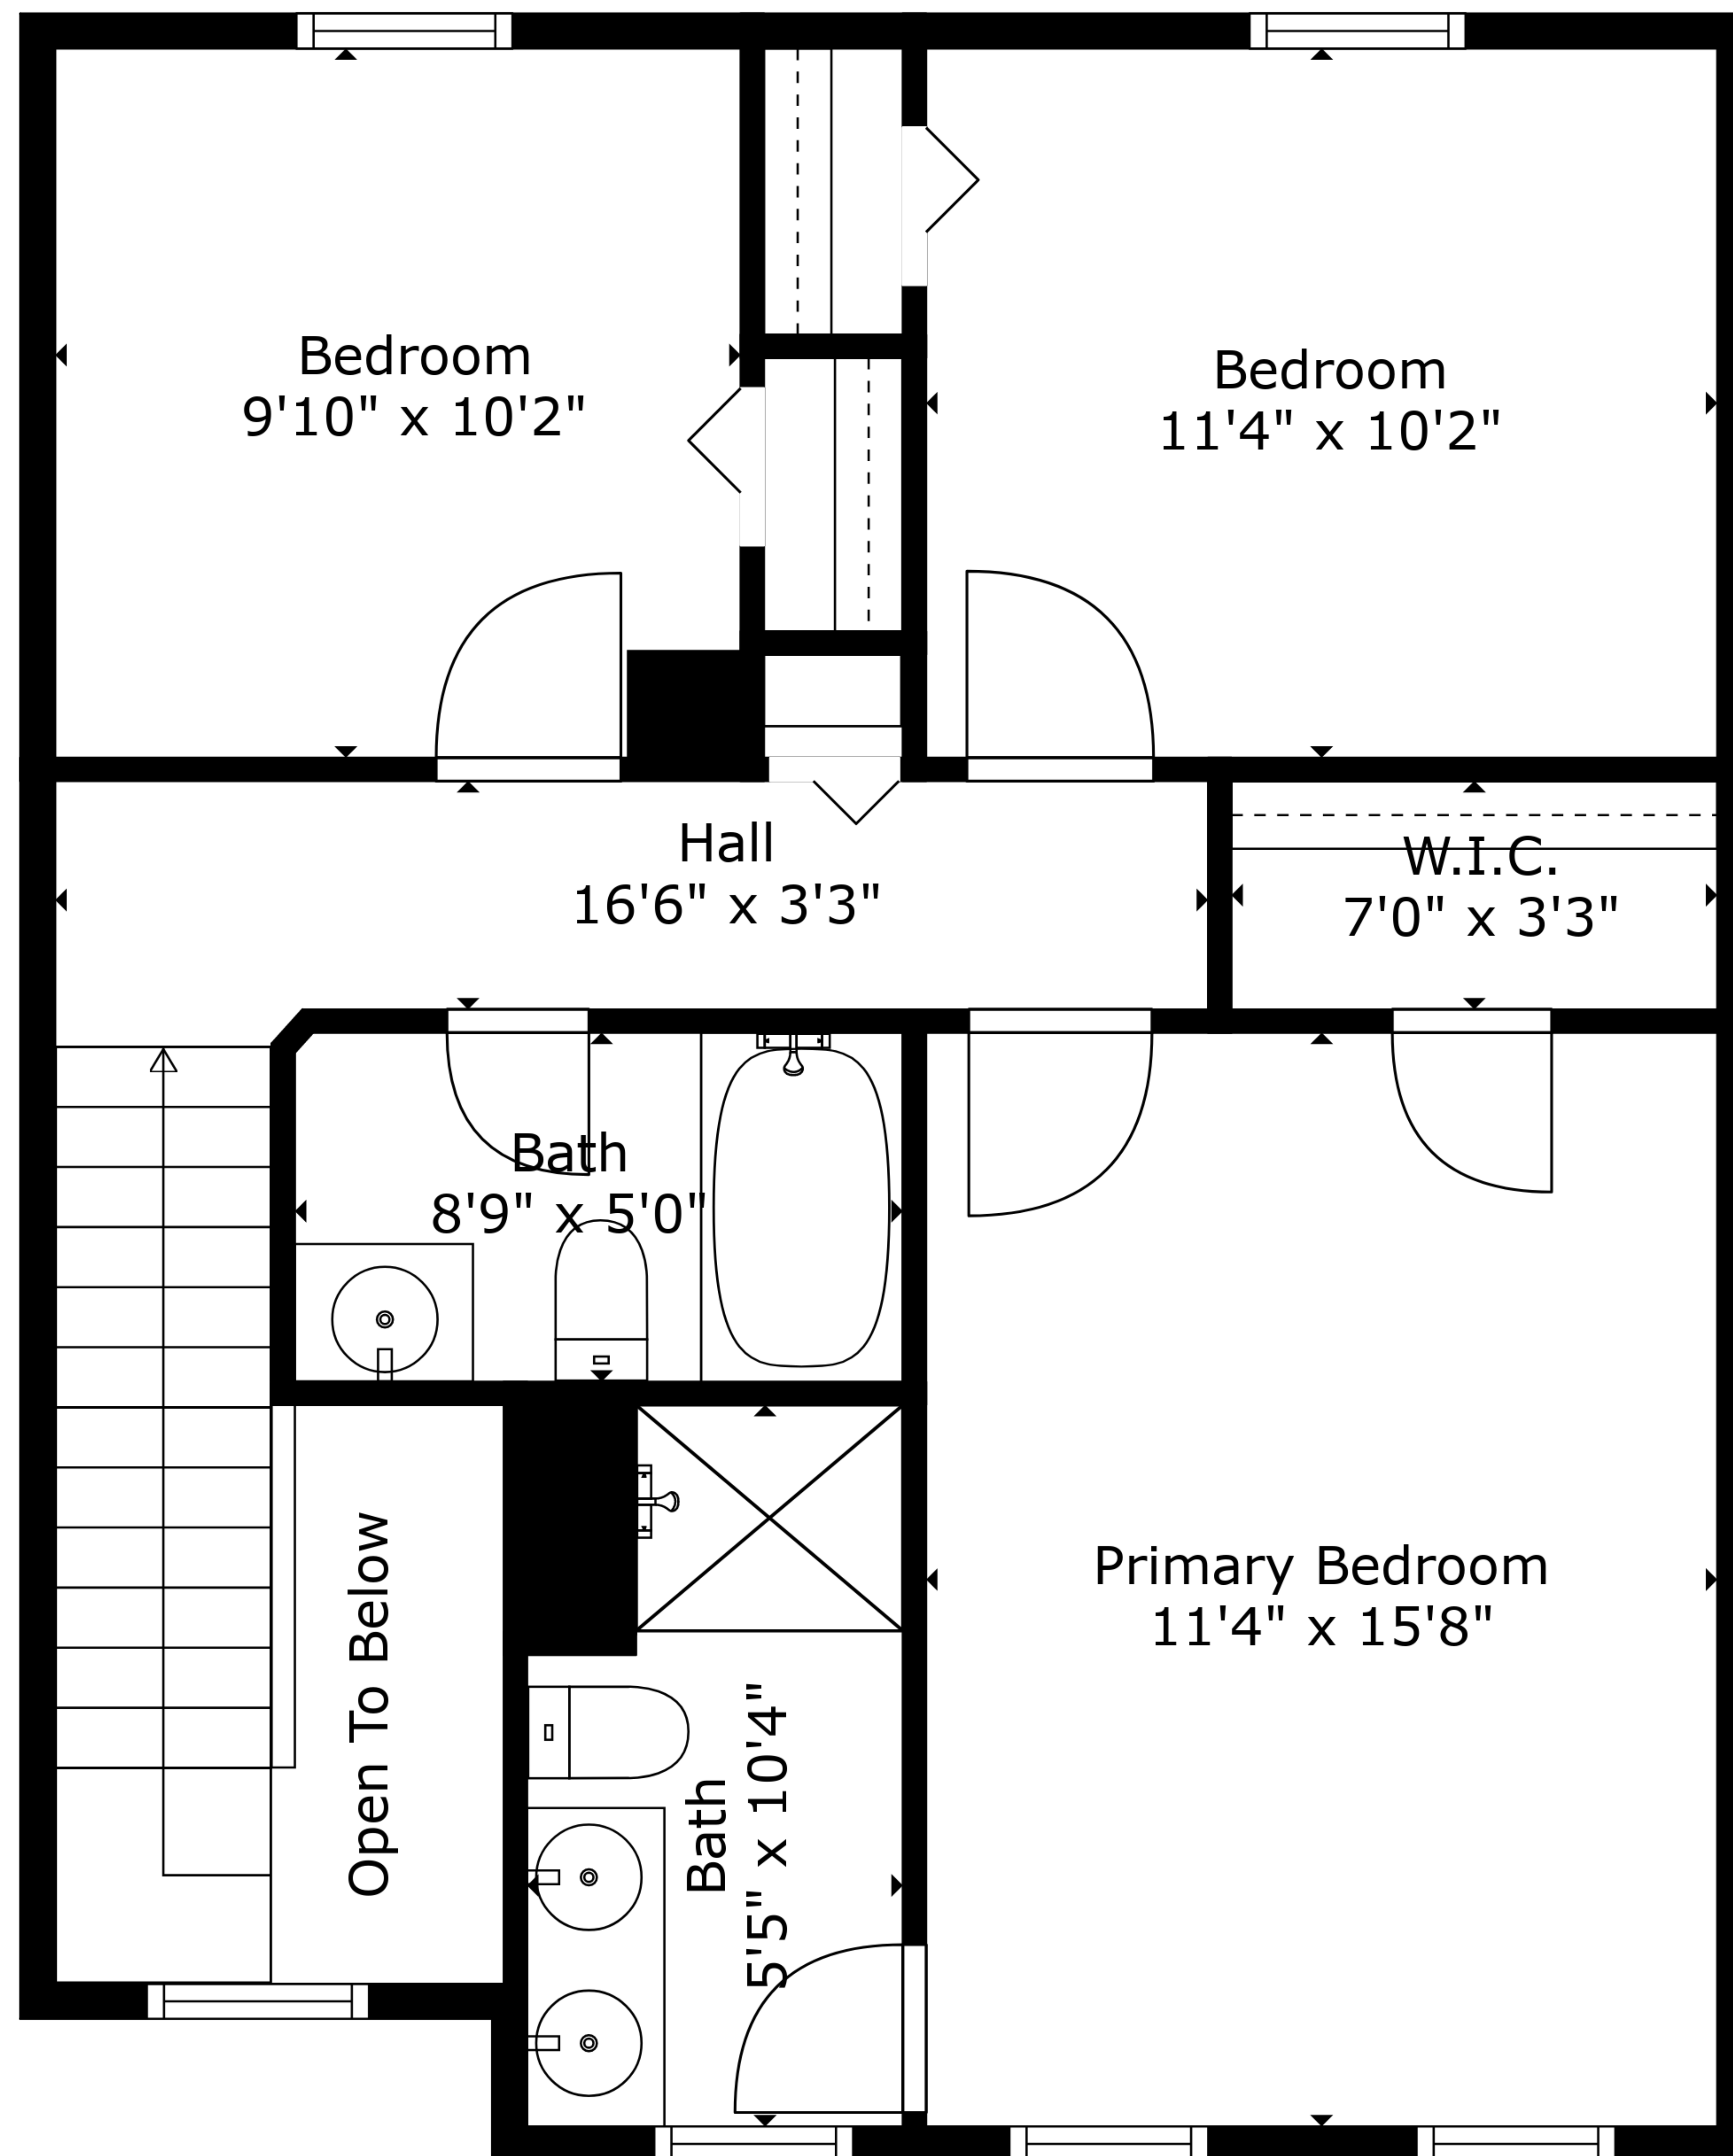 Bedroom
9'10" x 10'2"
Bedroom
11'4" x 10'2"
Hall
16'6" x 3'3"
W.I.C.
7'0" x 3'3"
Bath
8'9" x 5'0"
Open To Below
Bath
5'5" x 10'4"
Primary Bedroom
11'4" x 15'8"